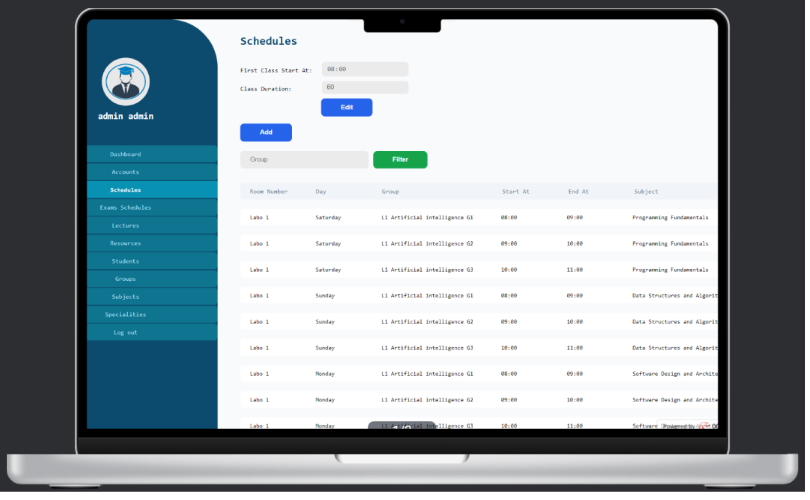 Schedules
First Class Start At: 08:00
Class Duration: 60
Edit
admin admin
Add
Group Filter
Dashboard
Accounts
Schedules
Exams Schedules
Lectures
Resources
Students
Groups
Subjects
Specialities
Log out
Room Number Day Group Start At End At Subject
Labo 1 Saturday L1 Artificial intelligence G1 08:00 09:00 Programming Fundamentals
Labo 1 Saturday L1 Artificial intelligence G2 09:00 10:00 Programming Fundamentals
Labo 1 Saturday L1 Artificial intelligence G3 10:00 11:00 Programming Fundamentals
Labo 1 Sunday L1 Artificial intelligence G1 08:00 09:00 Data Structures and Algorit
Labo 1 Sunday L1 Artificial intelligence G2 09:00 10:00 Data Structures and Algorit
Labo 1 Sunday L1 Artificial intelligence G3 10:00 11:00 Data Structures and Algorit
Labo 1 Monday L1 Artificial intelligence G1 08:00 09:00 Software Design and Archite
Labo 1 Monday L1 Artificial intelligence G2 09:00 10:00 Software Design and Archite
Labo 1 Monday L1 elligence G3 10:00 11:00 Software
Powered by